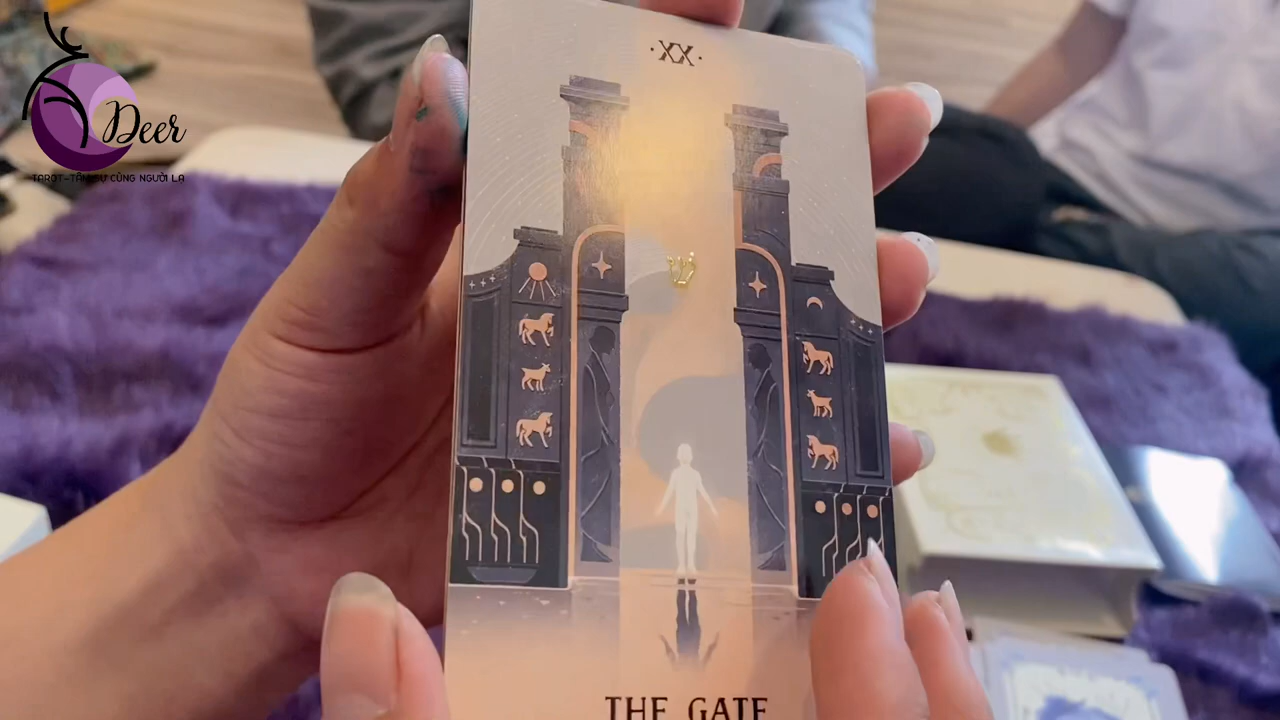 Deer
TAROT-TÂM SỰ CÙNG NGƯỜI LẠ
·XX·
ש
THE GATE